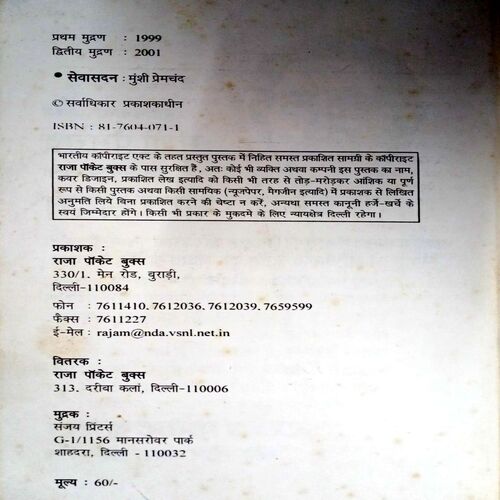 प्रथम मुद्रण : 1999
द्वितीय मुद्रण : 2001
• सेवासदन : मुंशी प्रेमचंद
© सर्वाधिकार प्रकाशकाधीन
ISBN : 81-7604-071-1
भारतीय कॉपीराइट एक्ट के तहत प्रस्तुत पुस्तक में निहित समस्त प्रकाशित सामग्री के कॉपीराइट
राजा पॉकेट बुक्स के पास सुरक्षित हैं, अतः कोई भी व्यक्ति अथवा कम्पनी इस पुस्तक का नाम,
कवर डिजाइन, प्रकाशित लेख इत्यादि को किसी भी तरह से तोड़-मरोड़कर आंशिक या पूर्ण
रूप से किसी पुस्तक अथवा किसी सामयिक (न्यूजपेपर, मैगजीन इत्यादि) में प्रकाशक से लिखित
अनुमति लिये बिना प्रकाशित करने की चेष्टा न करें, अन्यथा समस्त कानूनी हर्जे-खर्चे के
स्वयं जिम्मेदार होंगे। किसी भी प्रकार के मुकदमे के लिए न्यायक्षेत्र दिल्ली रहेगा।
प्रकाशक :
राजा पॉकेट बुक्स
330/1. मेन रोड, बुराड़ी,
दिल्ली-110084
फोन : 7611410. 7612036. 7612039. 7659599
फैक्स : 7611227
ई-मेल : rajam@nda.vsnl.net.in
वितरक :
राजा पॉकेट बुक्स
313. दरीबा कलां, दिल्ली-110006
मुद्रक :
संजय प्रिंटर्स
G-1/1156 मानसरोवर पार्क
शाहदरा, दिल्ली - 110032
मूल्य : 60/-